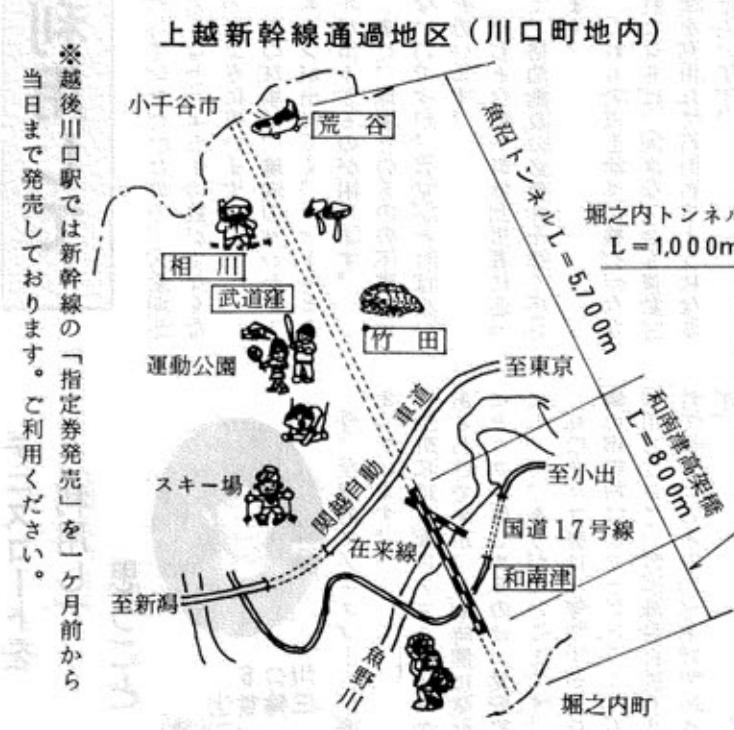 上越新幹線通過地区(川口町地内)
※越後川口駅では新幹線の「指定券発売」を一ケ月前から
当日まで発売しております。ご利用ください。
小千谷市
荒谷
魚沼トンネルL=5,700m
堀之内トンネル
L=1,000m
相川
武道窪
竹田
運動公園
至東京
和南津高架橋
L=800m
スキー場
関越自動車道
至小出
国道17号線
在来線
和南津
至新潟
魚野川
堀之内町